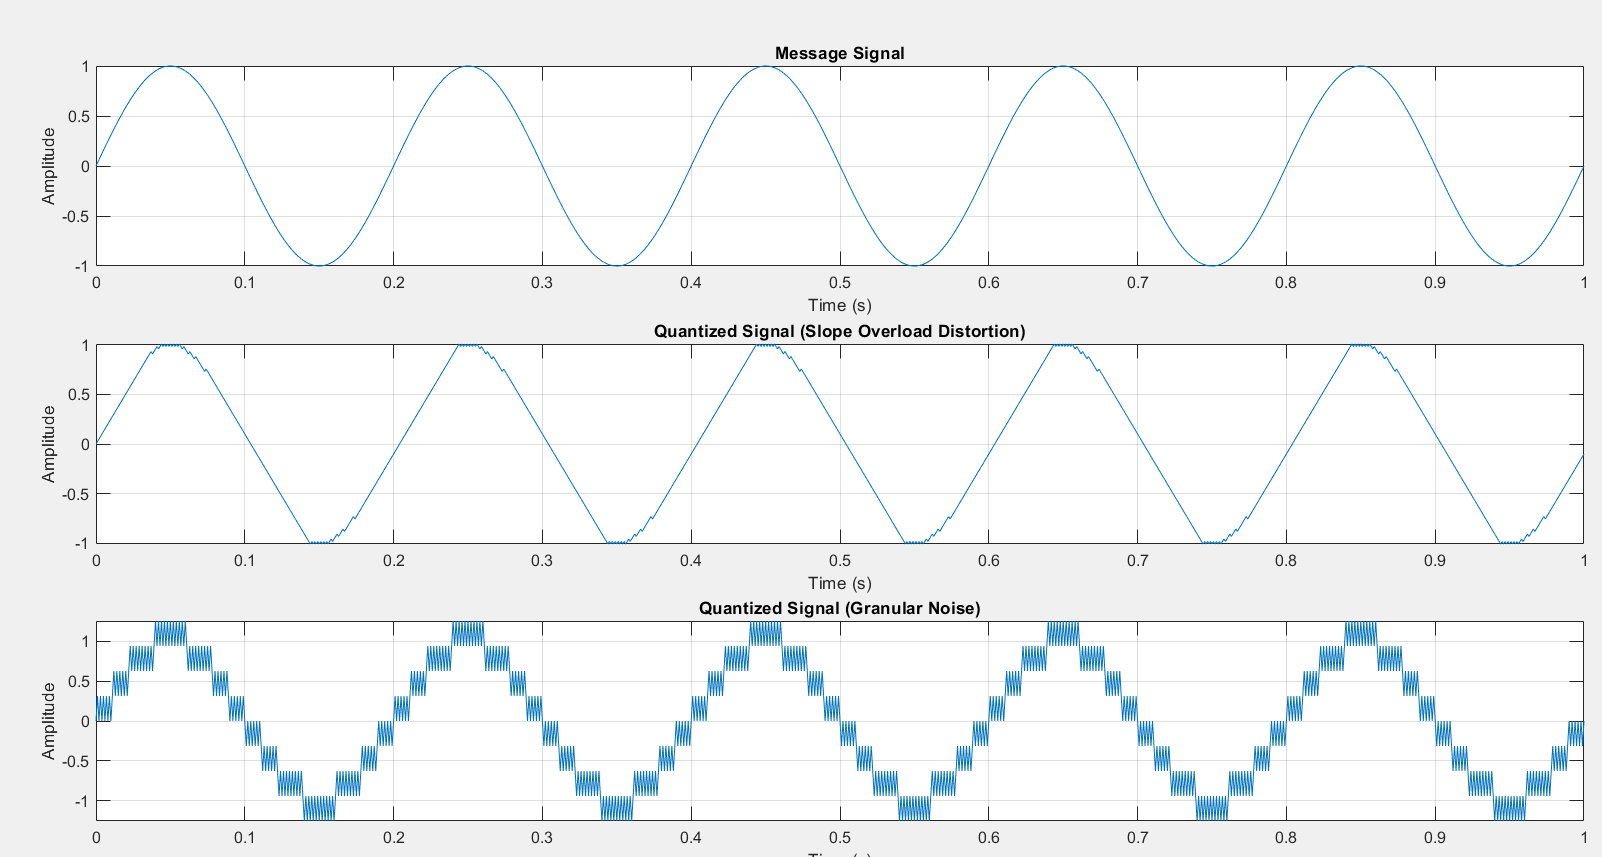 Message Signal
1
0.5
0
-0.5
-1
Amplitude
0 0.1 0.2 0.3 0.4 0.5 0.6 0.7 0.8 0.9 1
Time (s)
Quantized Signal (Slope Overload Distortion)
1
0.5
0
-0.5
-1
Amplitude
0 0.1 0.2 0.3 0.4 0.5 0.6 0.7 0.8 0.9 1
Time (s)
Quantized Signal (Granular Noise)
1
0.5
0
-0.5
-1
Amplitude
0 0.1 0.2 0.3 0.4 0.5 0.6 0.7 0.8 0.9 1